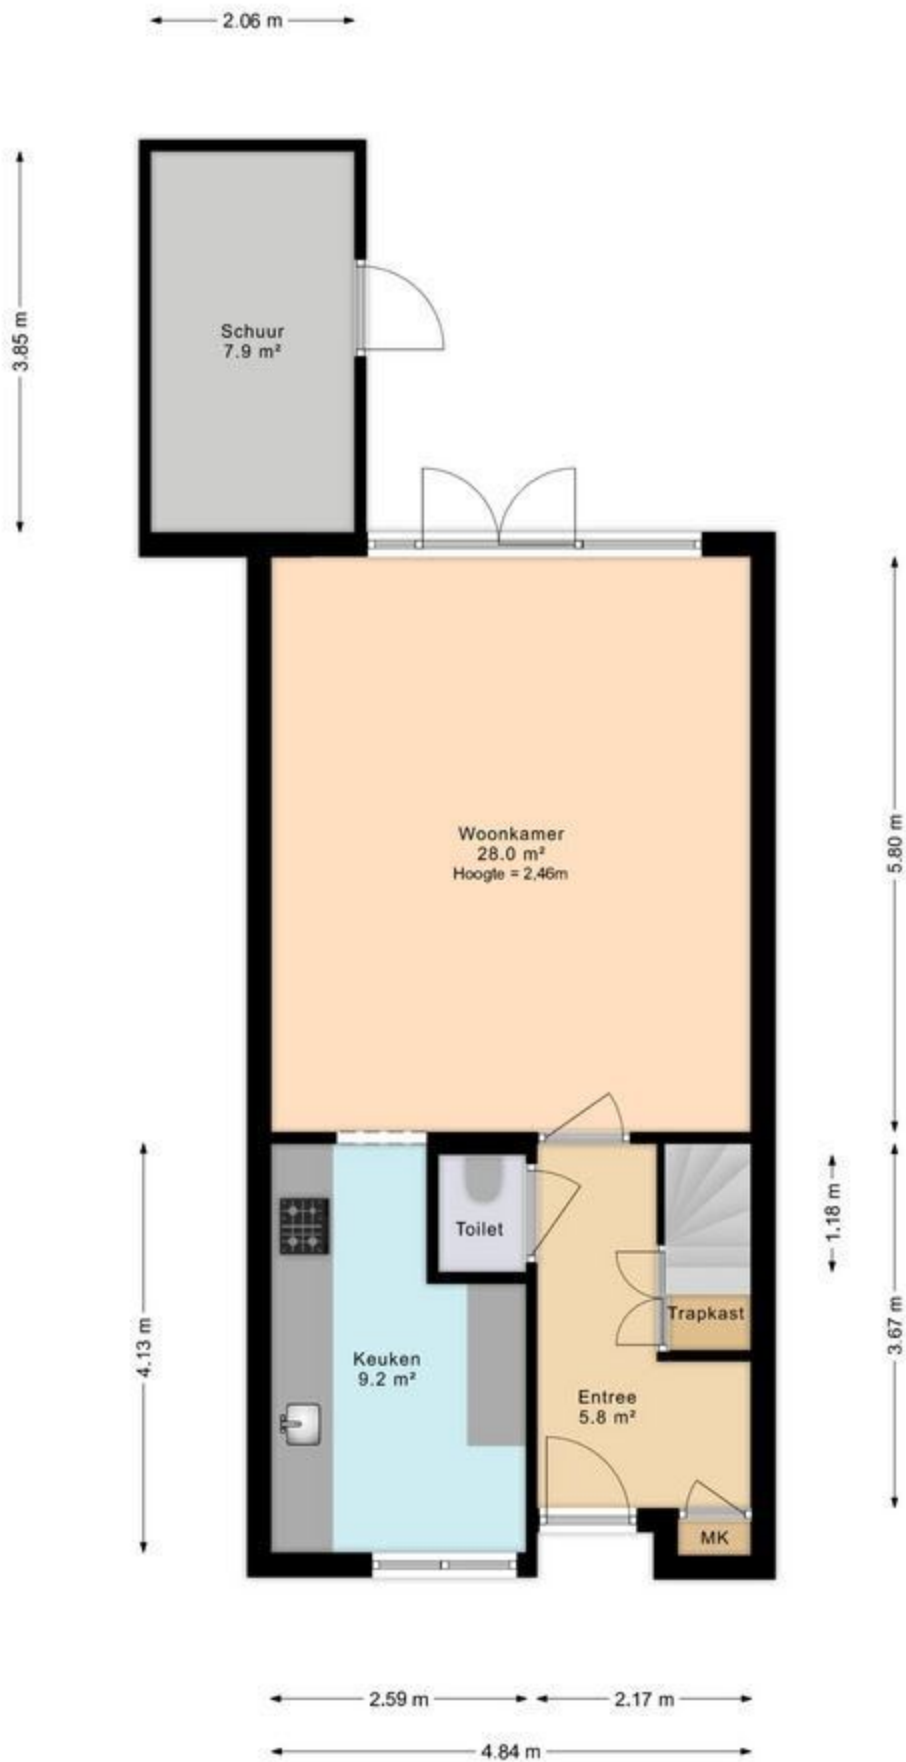 2.06 m
3.85 m
Schuur
7.9 m²
Woonkamer
28.0 m²
Hoogte = 2,46m
5.80 m
Toilet
1.18 m
Trapkast
3.67 m
4.13 m
Keuken
9.2 m²
Entree
5.8 m²
MK
2.59 m
2.17 m
4.84 m